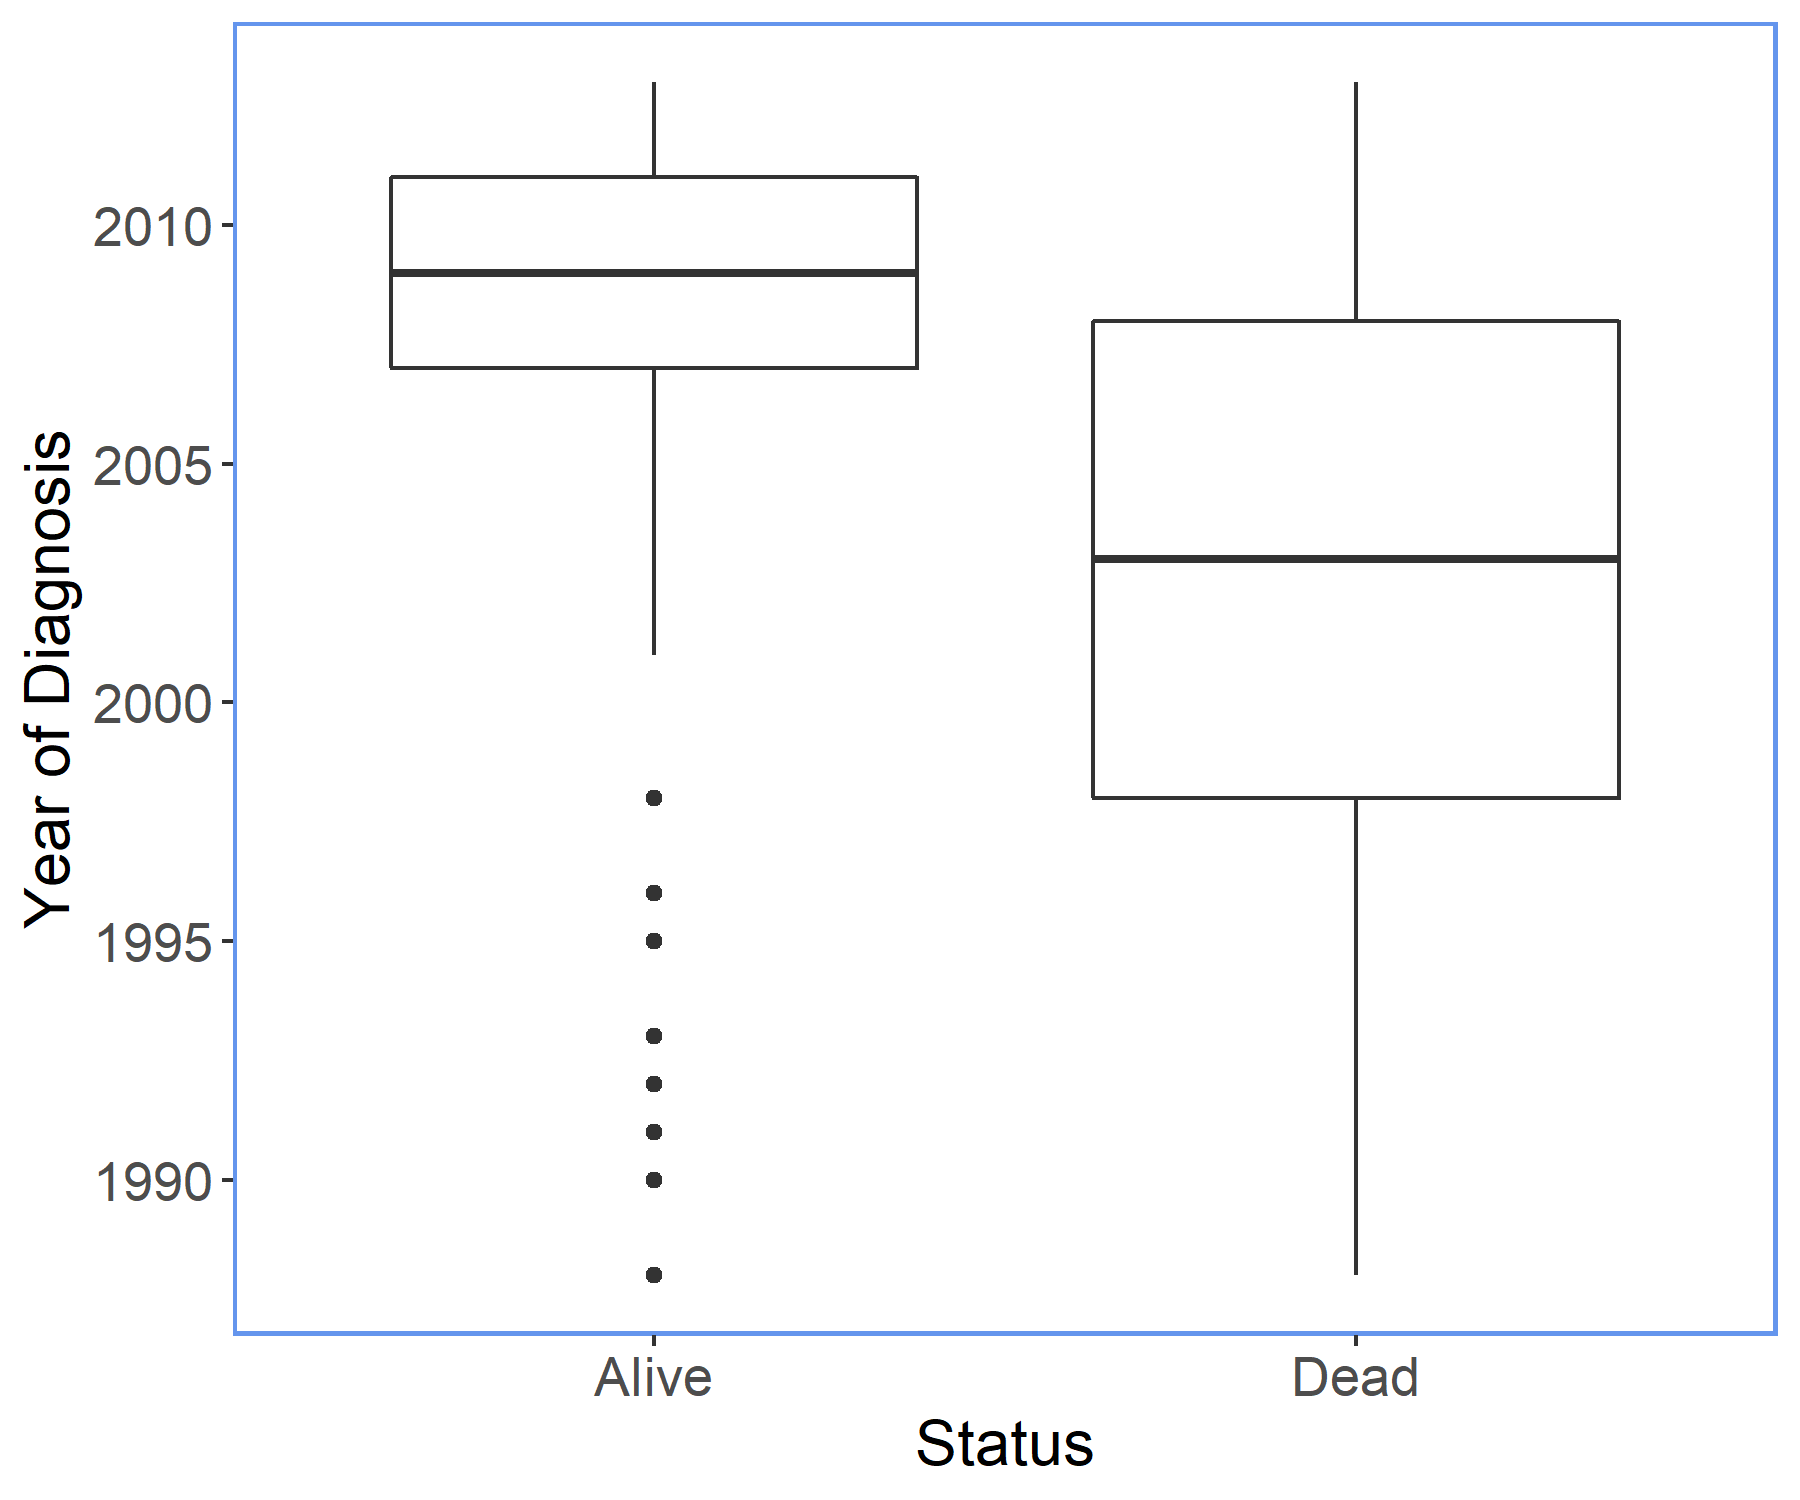 Year of Diagnosis
2010
2005
2000
1995
1990
Alive Dead
Status